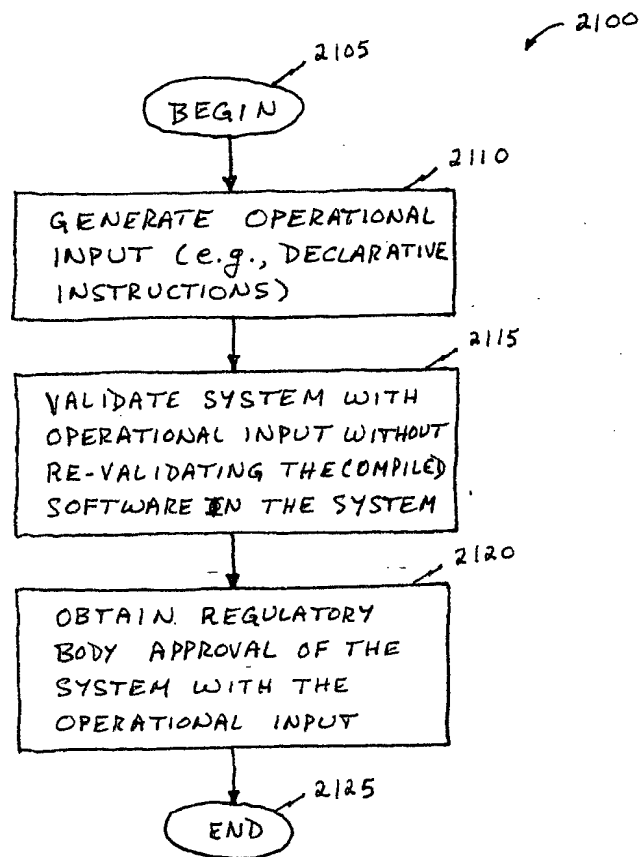 2100
2105
BEGIN
2110
GENERATE OPERATIONAL
INPUT (e.g., DECLARATIVE
INSTRUCTIONS)
2115
VALIDATE SYSTEM WITH
OPERATIONAL INPUT WITHOUT
RE-VALIDATING THE COMPILED
SOFTWARE IN THE SYSTEM
2120
OBTAIN REGULATORY
BODY APPROVAL OF THE
SYSTEM WITH THE
OPERATIONAL INPUT
2125
END